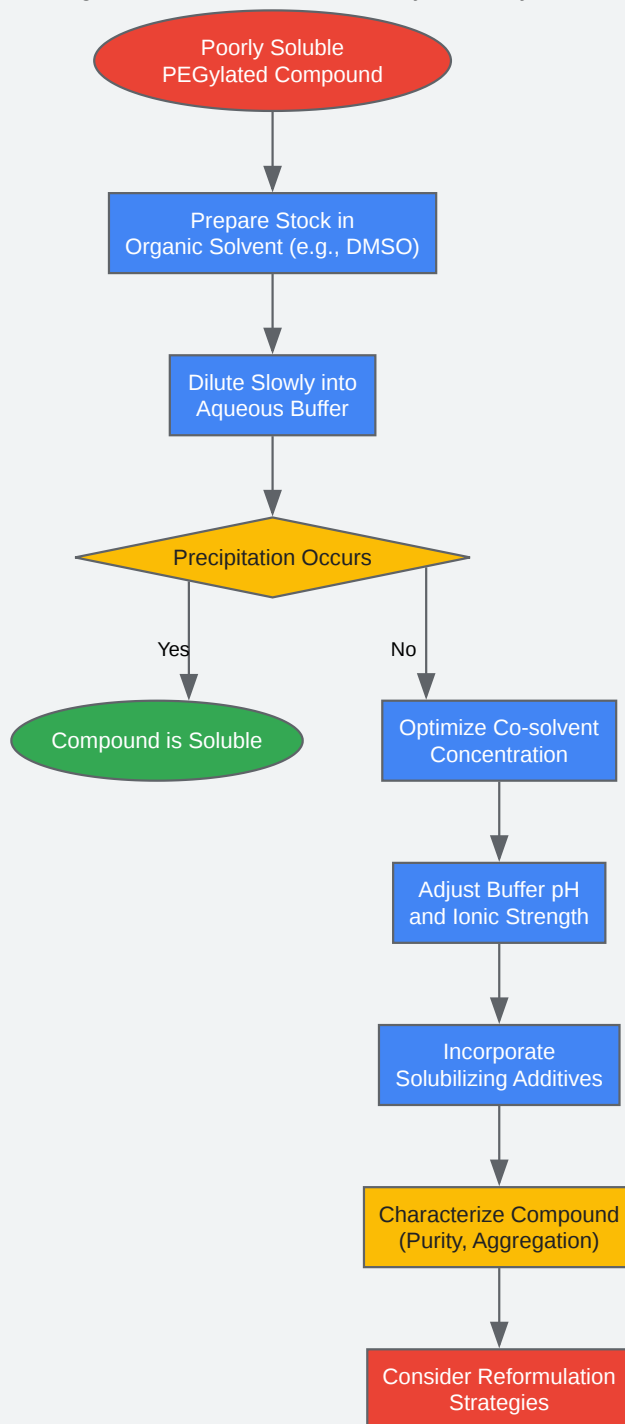 Poorly Soluble
PEGylated Compound
Prepare Stock in
Organic Solvent (e.g., DMSO)
Dilute Slowly into
Aqueous Buffer
Precipitation Occurs
Yes
No
Compound is Soluble
Optimize Co-solvent
Concentration
Adjust Buffer pH
and Ionic Strength
Incorporate
Solubilizing Additives
Characterize Compound
(Purity, Aggregation)
Consider Reformulation
Strategies